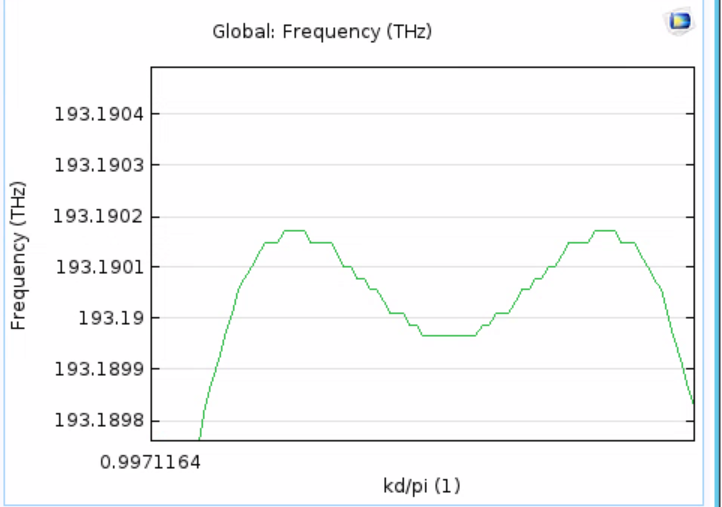 Global: Frequency (THz)
193.1904
193.1903
193.1902
193.1901
193.19
193.1899
193.1898
Frequency (THz)
0.9971164
kd/pi (1)